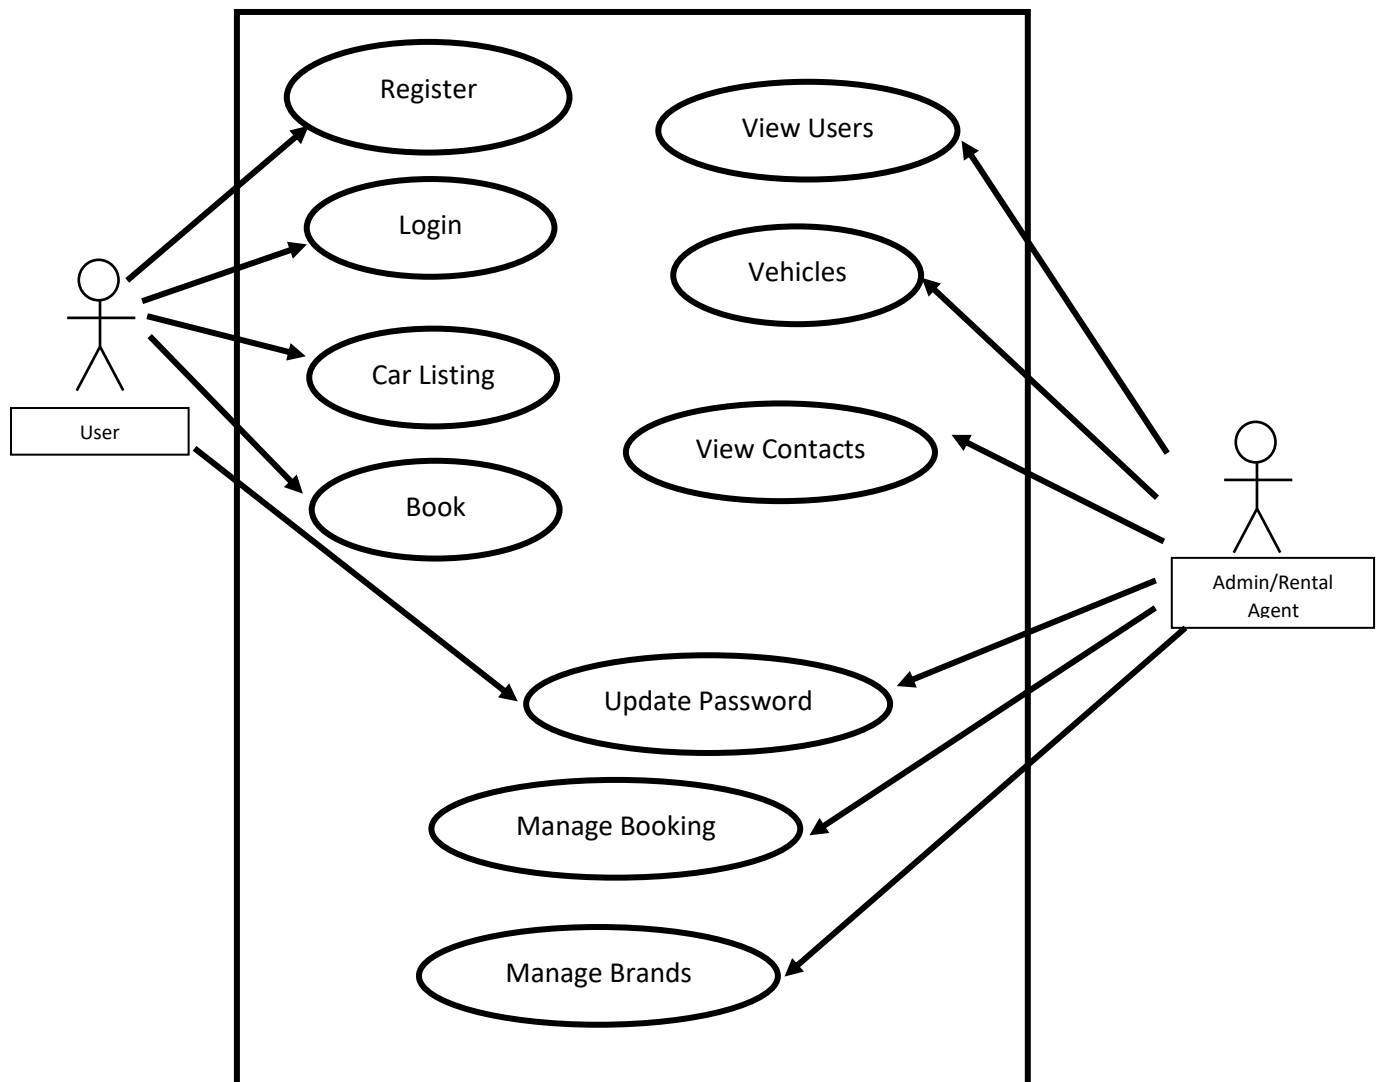 Register
View Users
Login
Vehicles
Car Listing
User
View Contacts
Book
Admin/Rental
Agent
Update Password
Manage Booking
Manage Brands